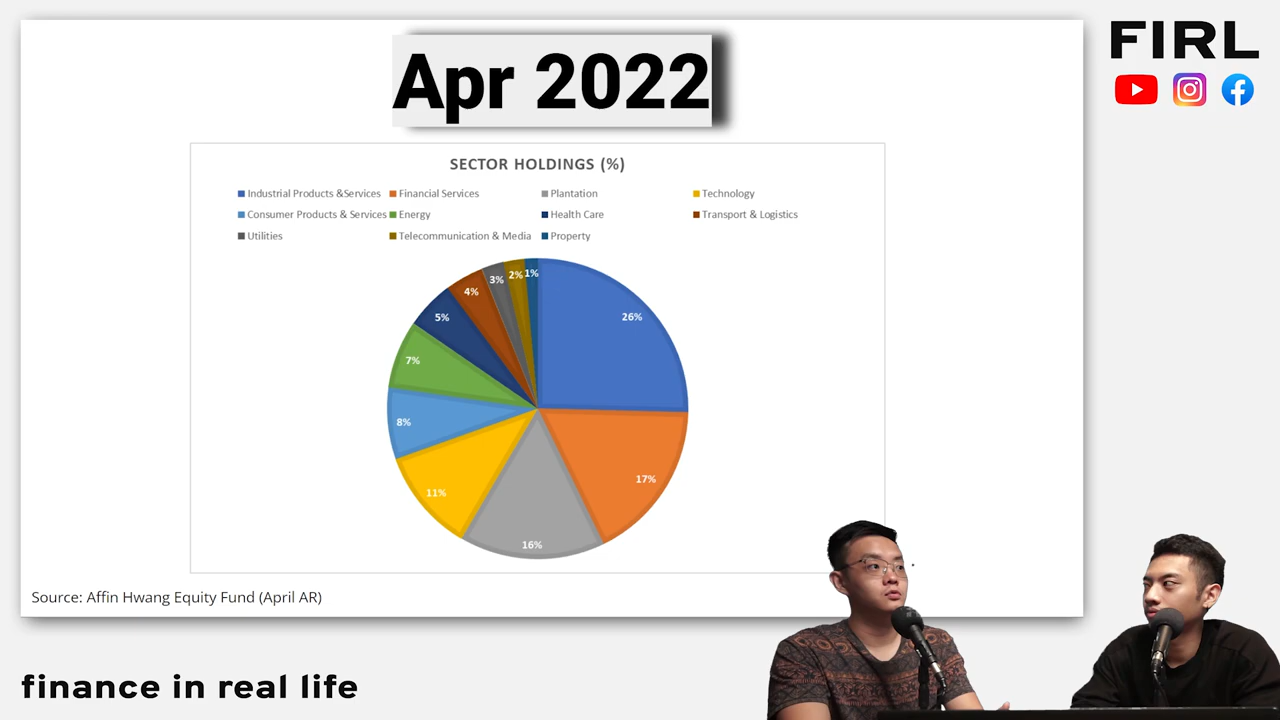 FIRL
Apr 2022
SECTOR HOLDINGS (%)
Industrial Products &Services Financial Services Plantation Technology
Consumer Products & Services Energy Health Care Transport & Logistics
Utilities Telecommunication & Media Property
26%
17%
16%
11%
8%
7%
5%
4%
3%
2%
1%
Source: Affin Hwang Equity Fund (April AR)
finance in real life